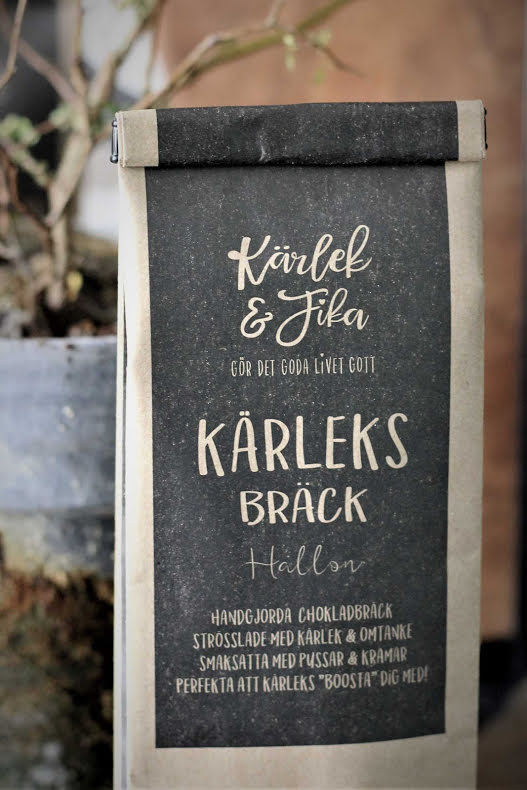 Kärlek
& Fika
GÖR DET GODA LIVET GOTT
KÄRLEKS
BRÄCK
Hallon
HANDGJORDA CHOKLADBRÄCK
STRÖSSLADE MED KÄRLEK & OMTANKE
SMAKSATTA MED PUSSAR & KRAMAR
PERFEKTA ATT KÄRLEKS "BOOSTA" DIG MED!